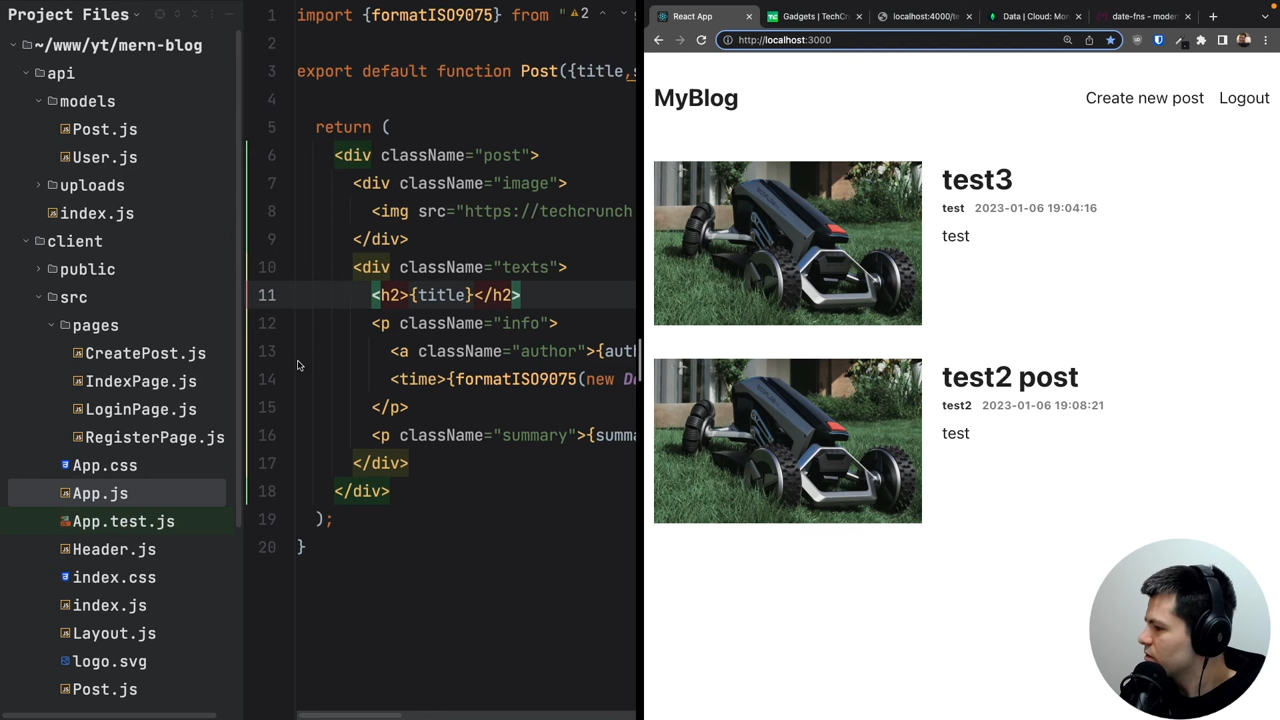 Project Files
~/www/yt/mern-blog
api
models
Post.js
User.js
uploads
index.js
client
public
src
pages
CreatePost.js
IndexPage.js
LoginPage.js
RegisterPage.js
App.css
App.js
App.test.js
Header.js
index.css
index.js
Layout.js
logo.svg
Post.js
1 import {formatISO9075} from "
2
2
3 export default function Post({title,s
4
5 return (
6 <div className="post">
7 <div className="image">
8 <img src="https://techcrunch
9 </div>
10 <div className="texts">
11 <h2>{title}</h2>
12 <p className="info">
13 <a className="author">{auth
14 <time>{formatISO9075(new Da
15 </p>
16 <p className="summary">{summa
17 </div>
18 </div>
19 );
20 }
React App
Gadgets | TechCru
localhost:4000/te
Data | Cloud: Mon
date-fns - modern
http://localhost:3000
MyBlog
Create new post
Logout
test3
test 2023-01-06 19:04:16
test
test2 post
test2 2023-01-06 19:08:21
test